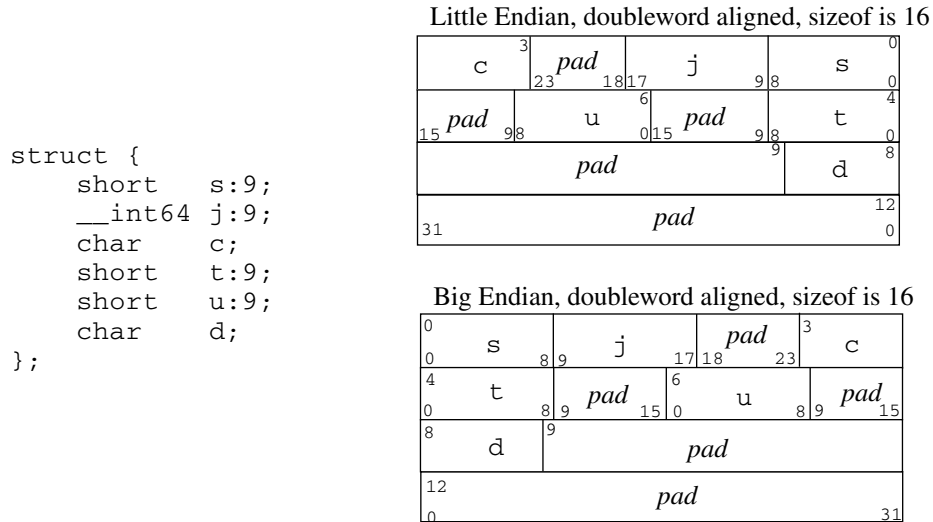 struct {
short s:9;
__int64 j:9;
char c;
short t:9;
short u:9;
char d;
};
Little Endian, doubleword aligned, sizeof is 16
3 0
c pad j s
23 18 17 9 8 0
6 4
pad u pad t
15 9 8 0 15 9 8 0
9 8
pad d
12
pad
31 0
Big Endian, doubleword aligned, sizeof is 16
0 3
s j pad c
0 8 9 17 18 23
4 6
t pad u pad
0 8 9 15 0 8 9 15
8 9
d pad
12
pad
0 31